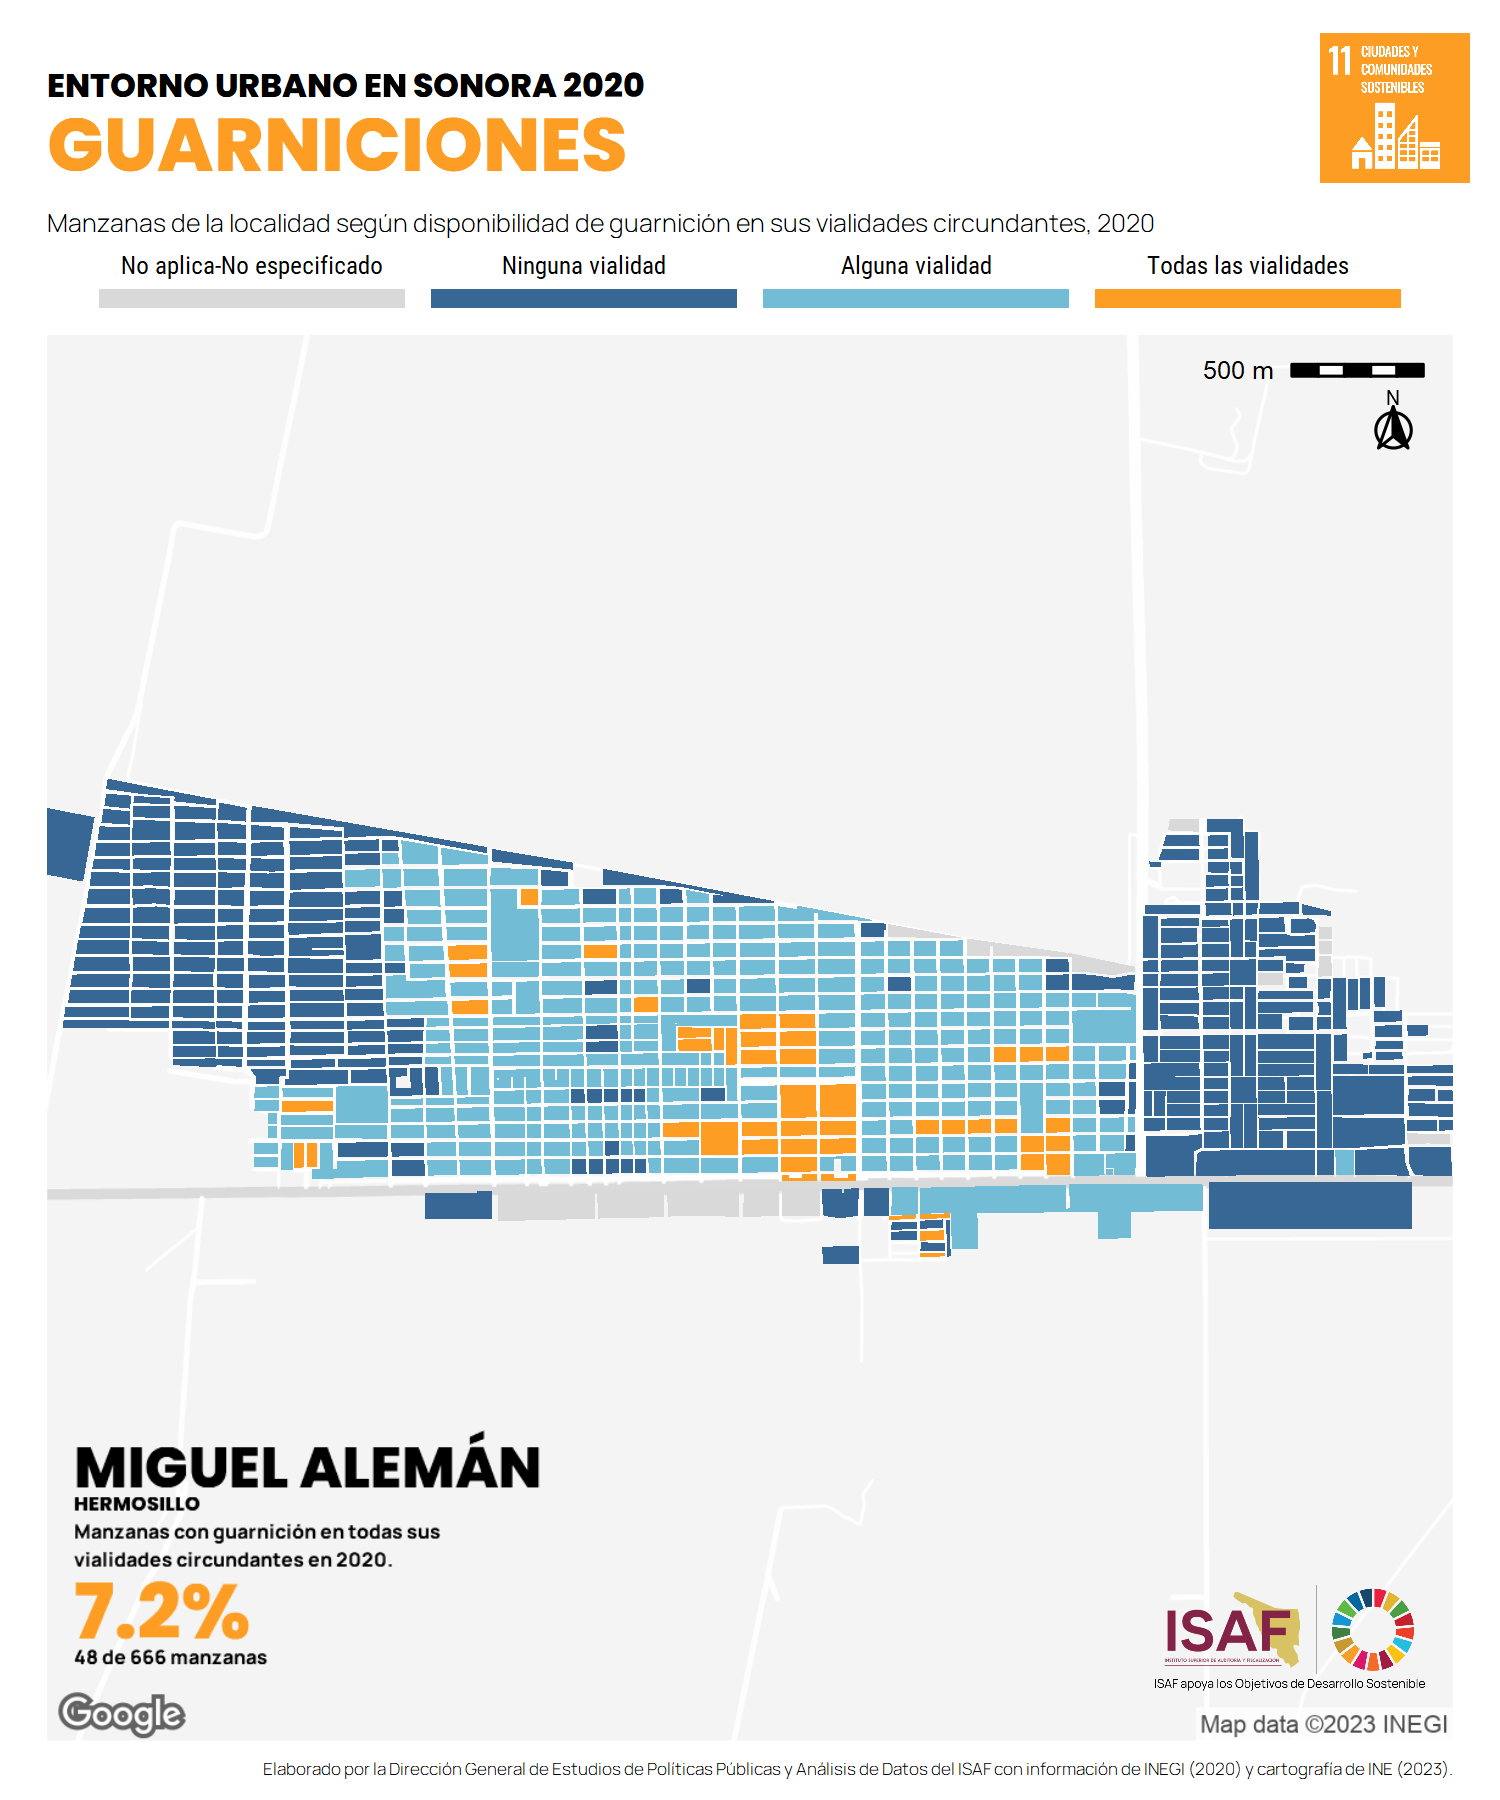 ENTORNO URBANO EN SONORA 2020
GUARNICIONES
11 CIUDADES Y
COMUNIDADES
SOSTENIBLES
Manzanas de la localidad según disponibilidad de guarnición en sus vialidades circundantes, 2020
No aplica-No especificado Ninguna vialidad Alguna vialidad Todas las vialidades
500 m
N
MIGUEL ALEMÁN
HERMOSILLO
Manzanas con guarnición en todas sus
vialidades circundantes en 2020.
7.2%
48 de 666 manzanas
ISAF
INSTITUTO SUPERIOR DE AUDITORÍA Y FISCALIZACIÓN
ISAF apoya los Objetivos de Desarrollo Sostenible
Google
Map data ©2023 INEGI
Elaborado por la Dirección General de Estudios de Políticas Públicas y Análisis de Datos del ISAF con información de INEGI (2020) y cartografía de INE (2023).